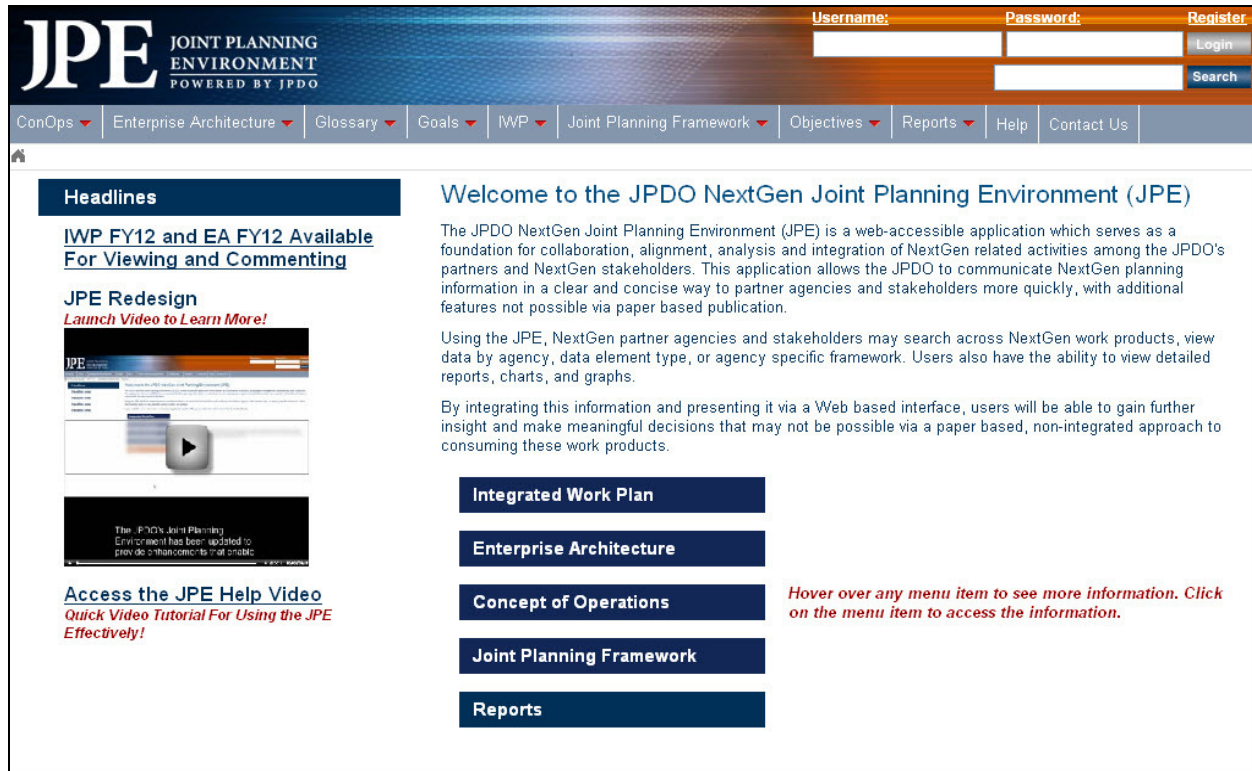 JPE JOINT PLANNING
ENVIRONMENT
POWERED BY JPDO
Username: Password: Register
Login
Search
ConOps Enterprise Architecture Glossary Goals IWP Joint Planning Framework Objectives Reports Help Contact Us
Headlines
IWP FY12 and EA FY12 Available
For Viewing and Commenting
JPE Redesign
Launch Video to Learn More!
JPE
The JPDO's Joint Planning
Environment has been updated to
provide enhancements that enable
Access the JPE Help Video
Quick Video Tutorial For Using the JPE
Effectively!
Welcome to the JPDO NextGen Joint Planning Environment (JPE)
The JPDO NextGen Joint Planning Environment (JPE) is a web-accessible application which serves as a
foundation for collaboration, alignment, analysis and integration of NextGen related activities among the JPDO's
partners and NextGen stakeholders. This application allows the JPDO to communicate NextGen planning
information in a clear and concise way to partner agencies and stakeholders more quickly, with additional
features not possible via paper based publication.
Using the JPE, NextGen partner agencies and stakeholders may search across NextGen work products, view
data by agency, data element type, or agency specific framework. Users also have the ability to view detailed
reports, charts, and graphs.
By integrating this information and presenting it via a Web based interface, users will be able to gain further
insight and make meaningful decisions that may not be possible via a paper based, non-integrated approach to
consuming these work products.
Integrated Work Plan
Enterprise Architecture
Concept of Operations
Joint Planning Framework
Reports
Hover over any menu item to see more information. Click
on the menu item to access the information.